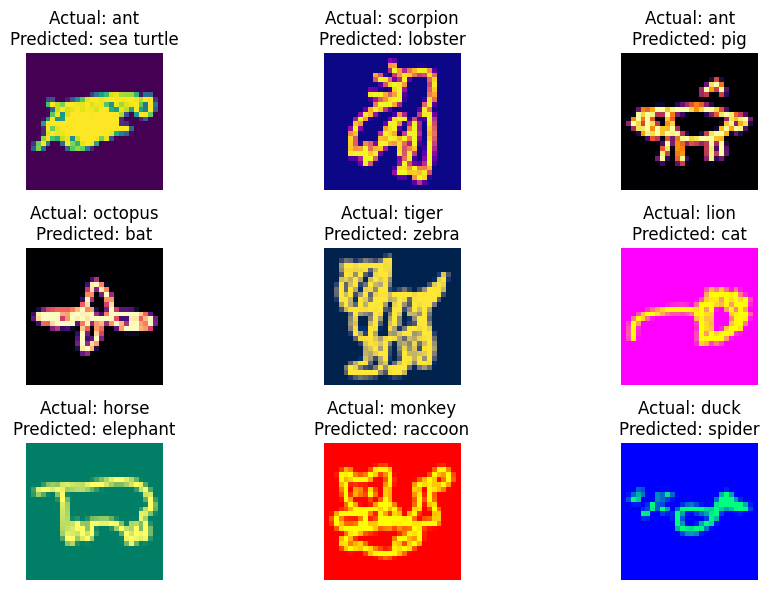 Actual: ant
Predicted: sea turtle
Actual: scorpion
Predicted: lobster
Actual: ant
Predicted: pig
Actual: octopus
Predicted: bat
Actual: tiger
Predicted: zebra
Actual: lion
Predicted: cat
Actual: horse
Predicted: elephant
Actual: monkey
Predicted: raccoon
Actual: duck
Predicted: spider